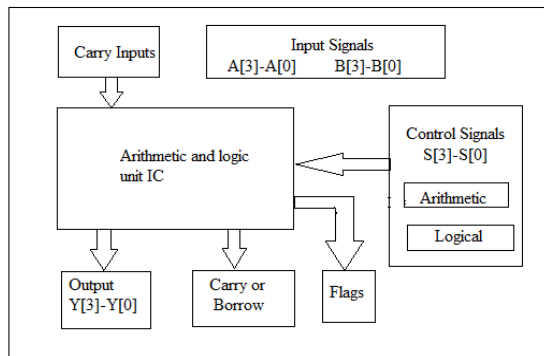 Carry Inputs
Input Signals
A[3]-A[0] B[3]-B[0]
Arithmetic and logic
unit IC
Control Signals
S[3]-S[0]
Arithmetic
Logical
Output
Y[3]-Y[0]
Carry or
Borrow
Flags